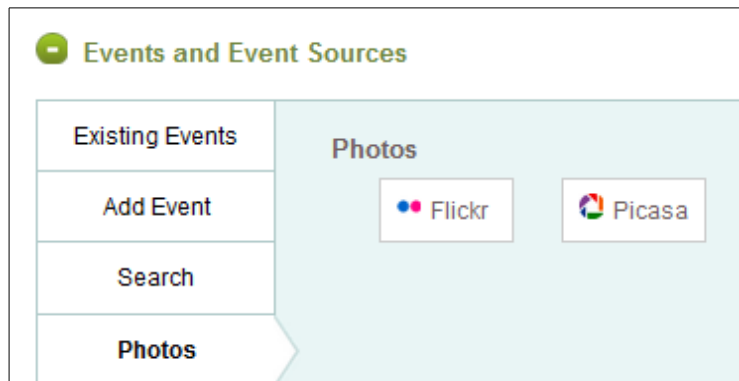 Events and Event Sources
Existing Events
Add Event
Search
Photos
Photos
Flickr
Picasa